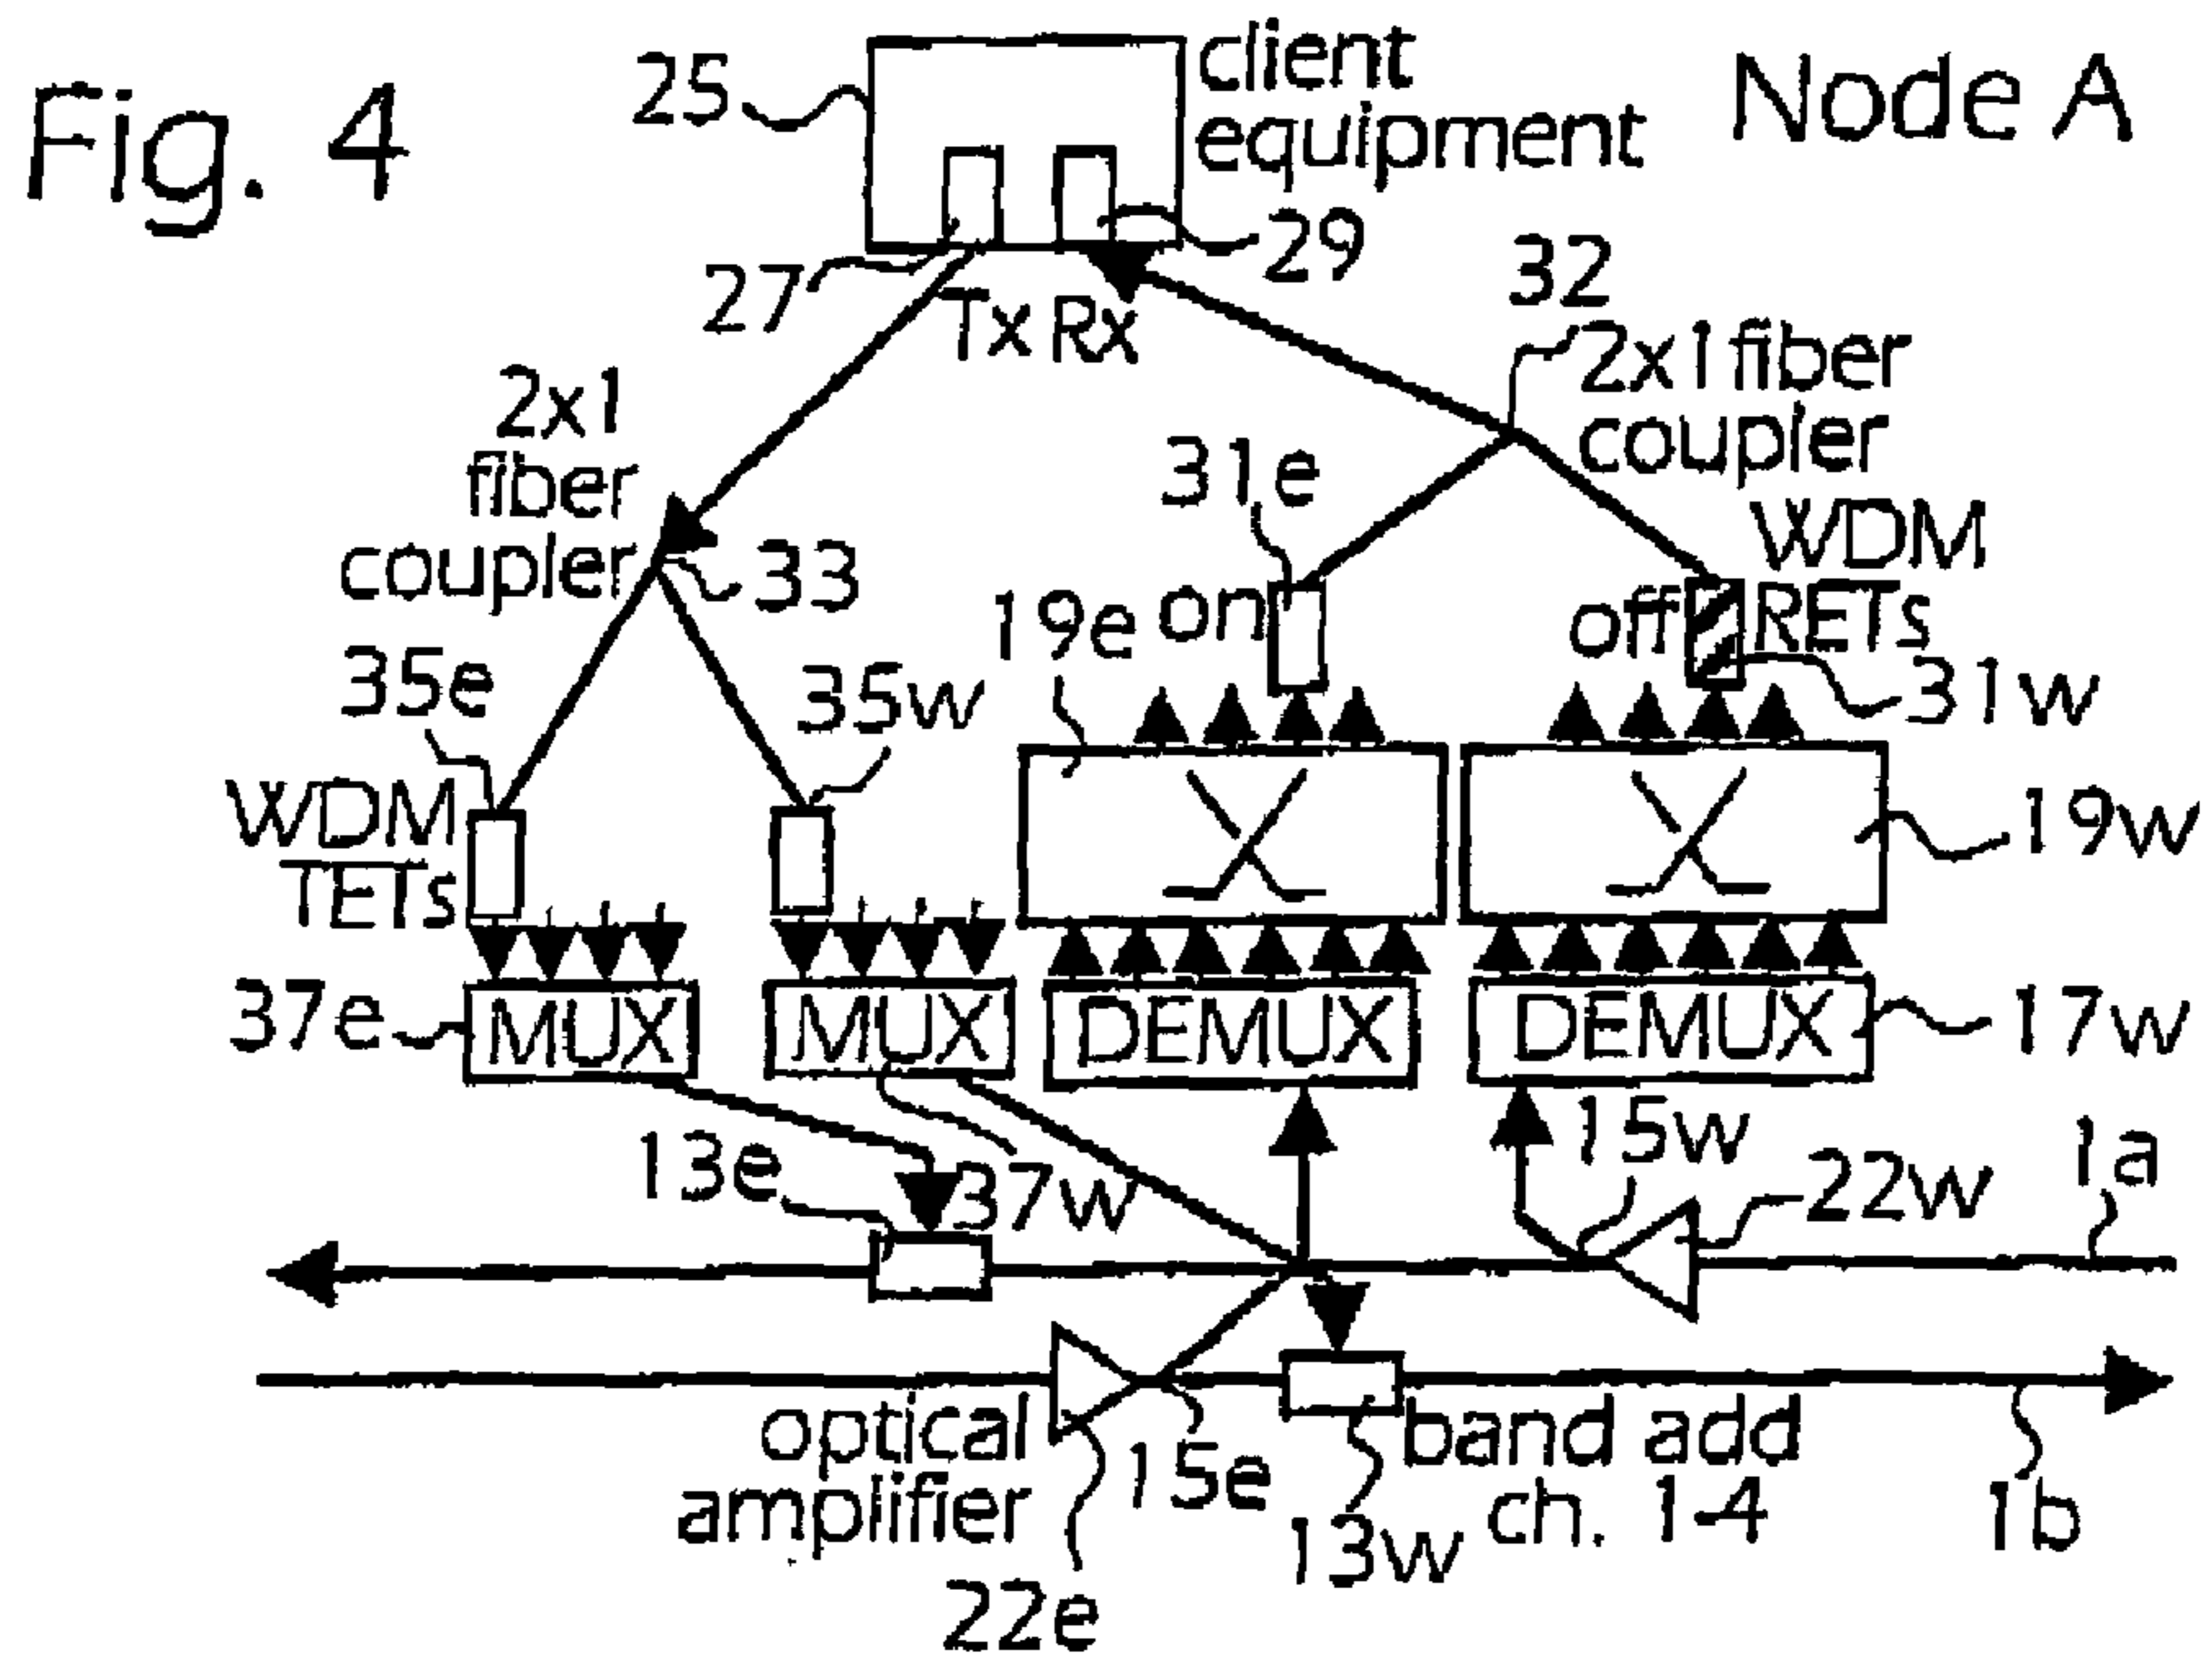 Fig. 4
25
client
equipment
Node A
27
29
Tx Rx
32
2x1 fiber
coupler
2x1
fiber
coupler
33
31e
WDM
RETs
19e
on
off
31w
35e
35w
WDM
TETs
19w
37e
MUX
MUX
DEMUX
DEMUX
17w
13e
37w
15w
22w
1a
optical
amplifier
15e
band add
ch. 1-4
13w
1b
22e